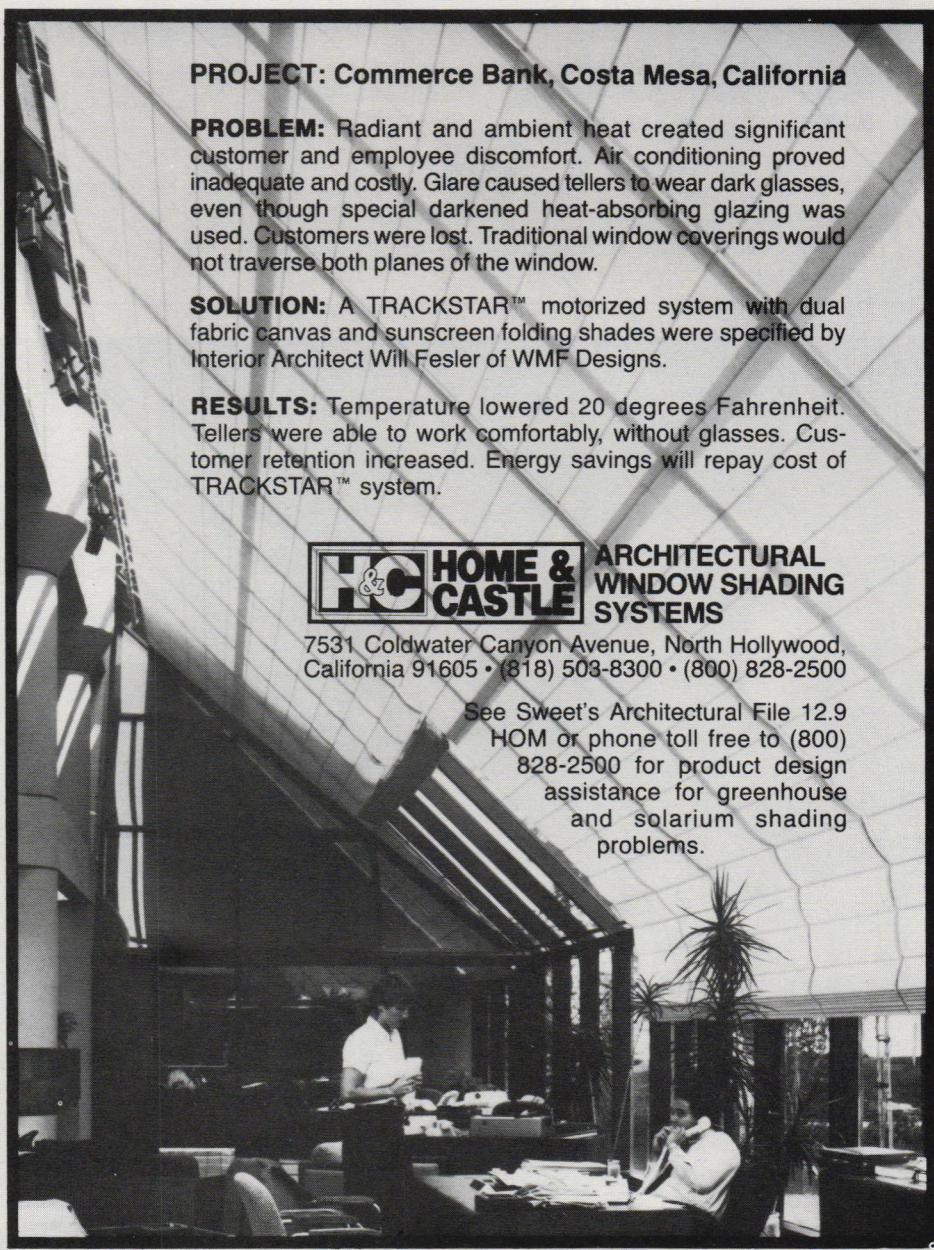 PROJECT: Commerce Bank, Costa Mesa, California
PROBLEM: Radiant and ambient heat created significant
customer and employee discomfort. Air conditioning proved
inadequate and costly. Glare caused tellers to wear dark glasses,
even though special darkened heat-absorbing glazing was
used. Customers were lost. Traditional window coverings would
not traverse both planes of the window.
SOLUTION: A TRACKSTAR™ motorized system with dual
fabric canvas and sunscreen folding shades were specified by
Interior Architect Will Fesler of WMF Designs.
RESULTS: Temperature lowered 20 degrees Fahrenheit.
Tellers were able to work comfortably, without glasses. Cus-
tomer retention increased. Energy savings will repay cost of
TRACKSTAR™ system.
H&C HOME &
CASTLE
ARCHITECTURAL
WINDOW SHADING
SYSTEMS
7531 Coldwater Canyon Avenue, North Hollywood,
California 91605 • (818) 503-8300 • (800) 828-2500
See Sweet's Architectural File 12.9
HOM or phone toll free to (800)
828-2500 for product design
assistance for greenhouse
and solarium shading
problems.